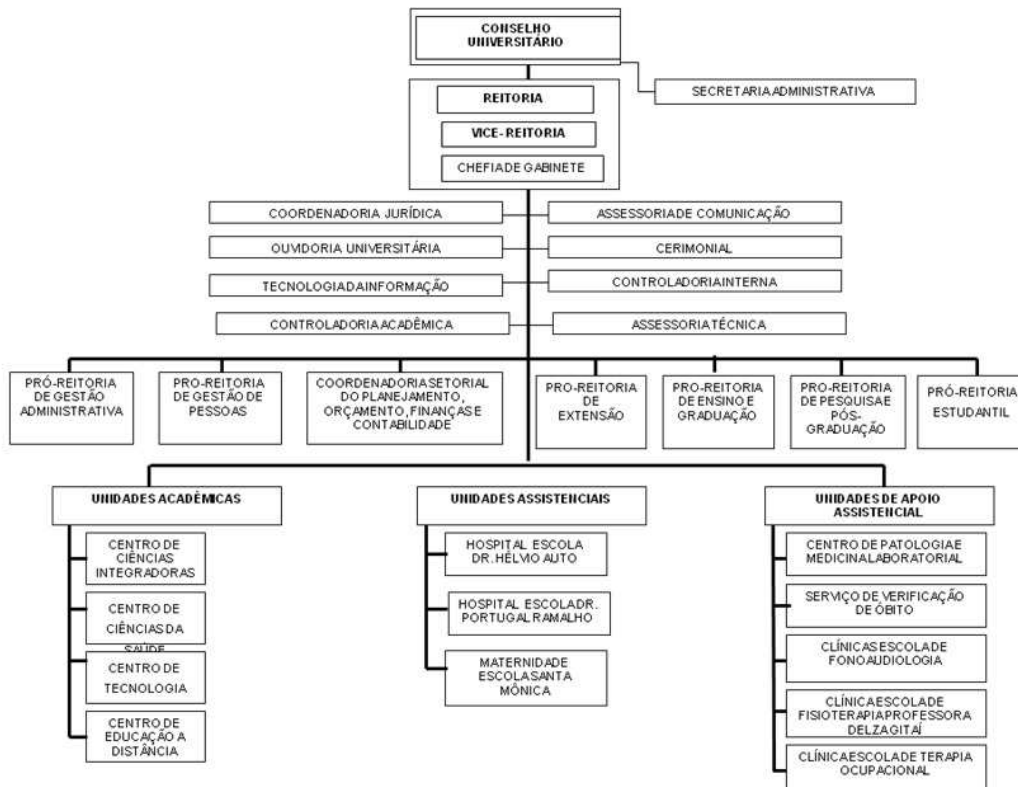 CONSELHO
UNIVERSITÁRIO
SECRETARIA ADMINISTRATIVA
REITORIA
VICE-REITORIA
CHEFIA DE GABINETE
COORDENADORIA JURÍDICA
ASSESSORIA DE COMUNICAÇÃO
OUVIDORIA UNIVERSITÁRIA
CERIMONIAL
TECNOLOGIA DA INFORMAÇÃO
CONTROLADORIA INTERNA
CONTROLADORIA ACADÊMICA
ASSESSORIA TÉCNICA
PRÓ-REITORIA
DE GESTÃO
ADMINISTRATIVA
PRO-REITORIA
DE GESTÃO DE
PESSOAS
COORDENADORIA SETORIAL
DO PLANEJAMENTO,
ORÇAMENTO, FINANÇAS E
CONTABILIDADE
PRO-REITORIA
DE
EXTENSÃO
PRO-REITORIA
DE ENSINO E
GRADUAÇÃO
PRO-REITORIA
DE PESQUISA E
PÓS-
GRADUAÇÃO
PRÓ-REITORIA
ESTUDANTIL
UNIDADES ACADÊMICAS
CENTRO DE
CIÊNCIAS
INTEGRADORAS
CENTRO DE
CIÊNCIAS DA
SAÚDE
CENTRO DE
TECNOLOGIA
CENTRO DE
EDUCAÇÃO A
DISTÂNCIA
UNIDADES ASSISTENCIAIS
HOSPITAL ESCOLA
DR. HÉLVIO AUTO
HOSPITAL ESCOLA DR.
PORTUGAL RAMALHO
MATERNIDADE
ESCOLA SANTA
MÔNICA
UNIDADES DE APOIO
ASSISTENCIAL
CENTRO DE PATOLOGIA E
MEDICINA LABORATORIAL
SERVIÇO DE VERIFICAÇÃO
DE ÓBITO
CLÍNICAS ESCOLA DE
FONOAUDIOLOGIA
CLÍNICA ESCOLA DE
FISIOTERAPIA PROFESSORA
DELZA GITAÍ
CLÍNICA ESCOLA DE TERAPIA
OCUPACIONAL